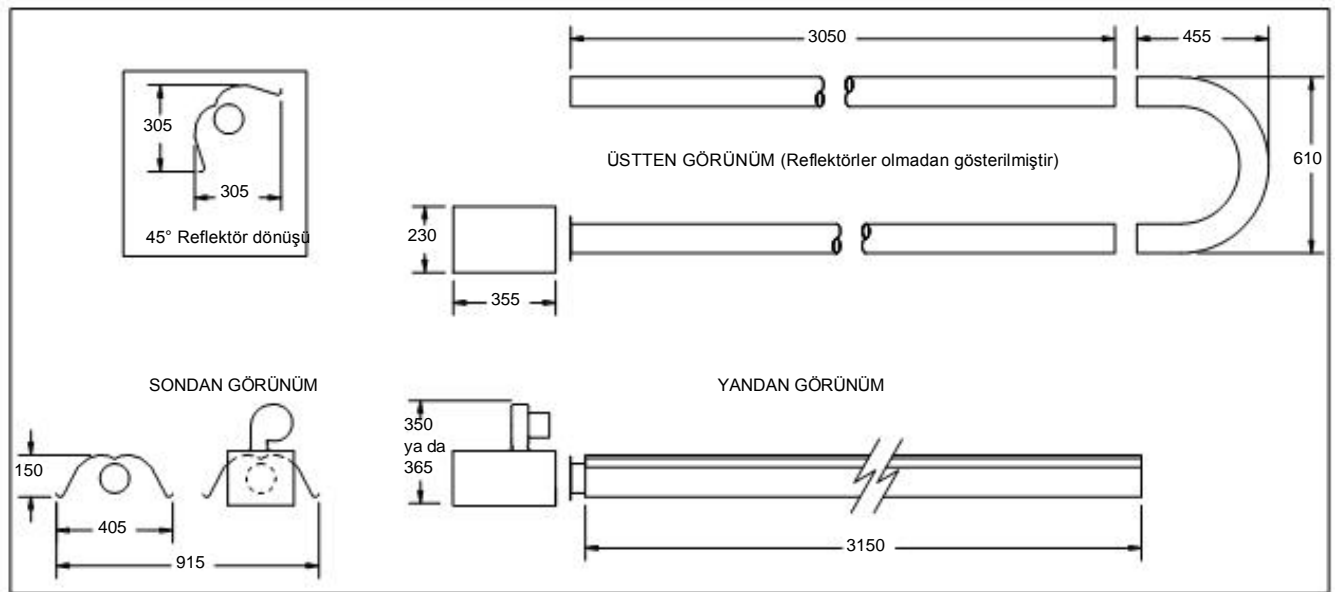 3050
455
305
305
45° Reflektör dönüşü
ÜSTTEN GÖRÜNÜM (Reflektörler olmadan gösterilmiştir)
610
230
355
SONDAN GÖRÜNÜM
YANDAN GÖRÜNÜM
150
405
915
350
ya da
365
3150